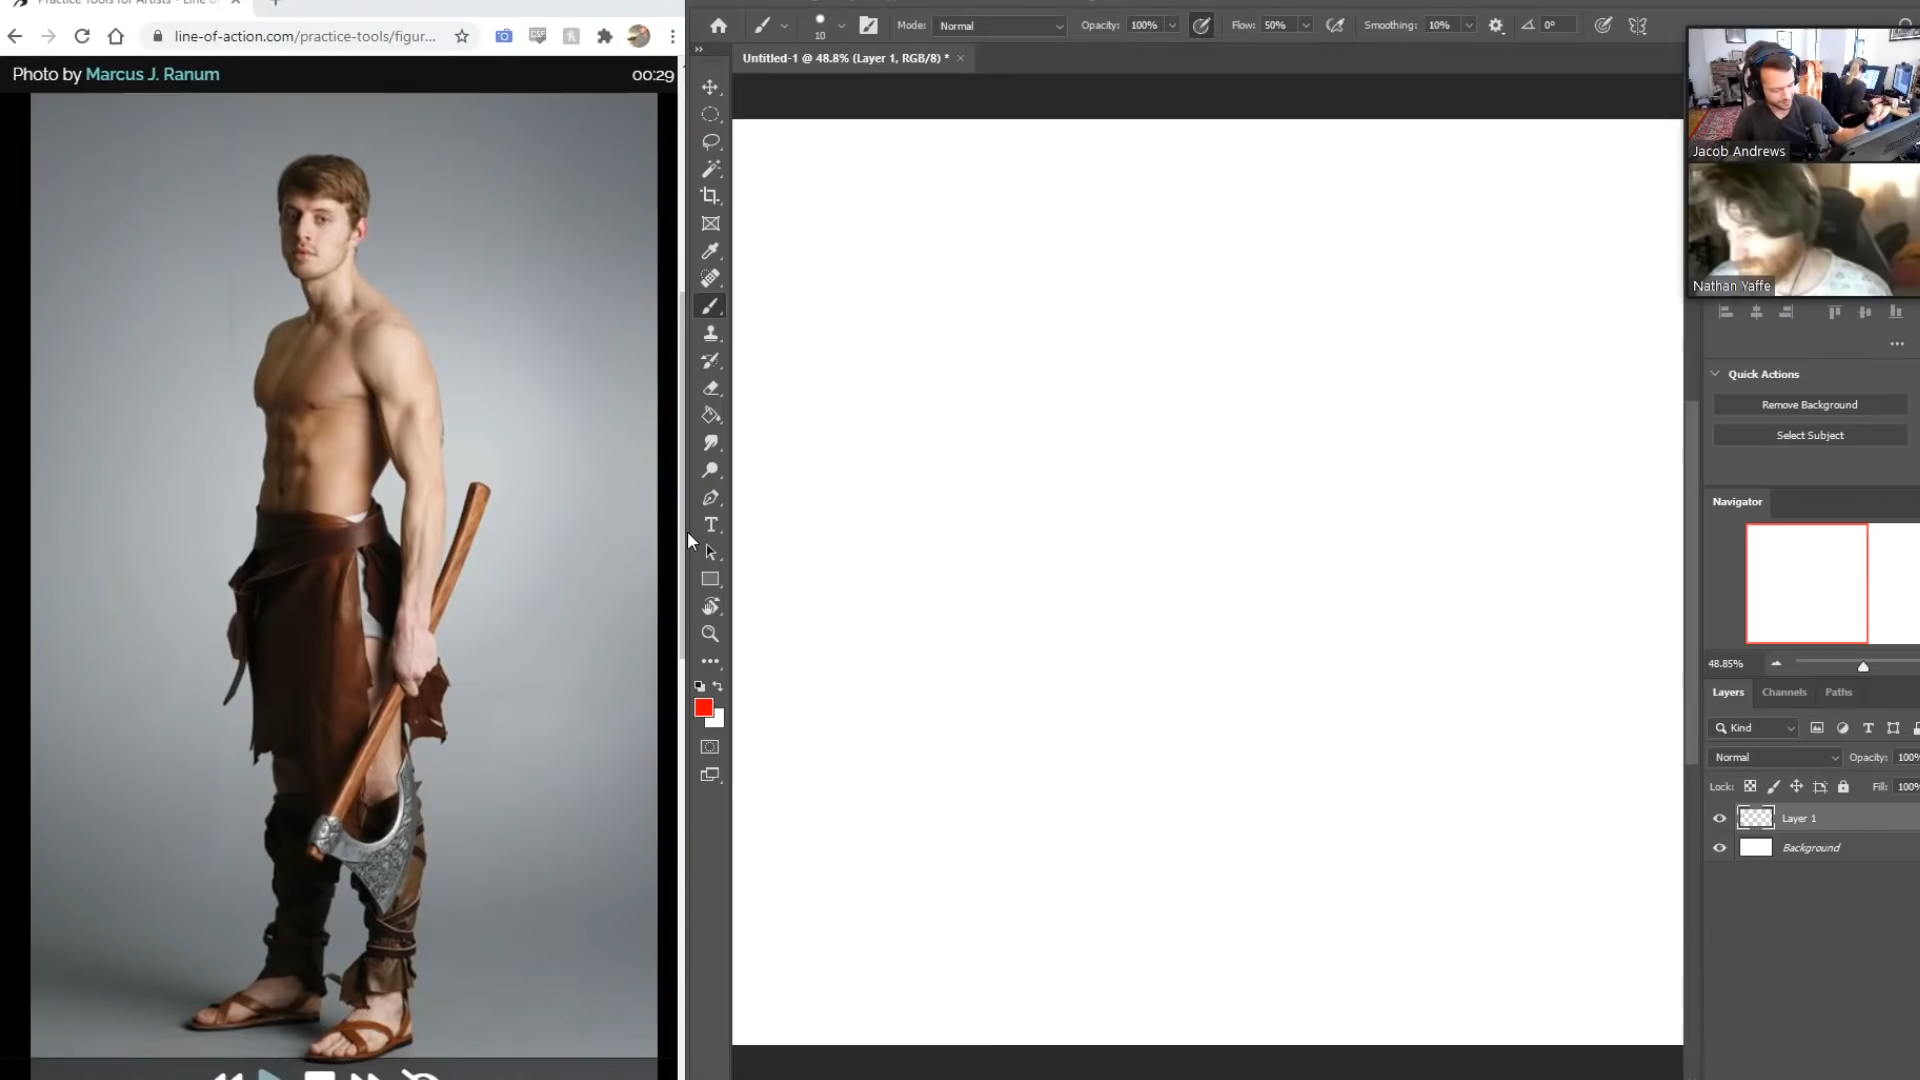 Practice Tools for Artists - Line of
line-of-action.com/practice-tools/figur...
Photo by Marcus J. Ranum
00:29
10
Mode: Normal
Opacity: 100%
Flow: 50%
Smoothing: 10%
0°
Untitled-1 @ 48.8% (Layer 1, RGB/8) *
Jacob Andrews
Nathan Yaffe
Quick Actions
Remove Background
Select Subject
Navigator
48.85%
Layers Channels Paths
Kind
Normal Opacity: 100%
Lock: Fill: 100%
Layer 1
Background